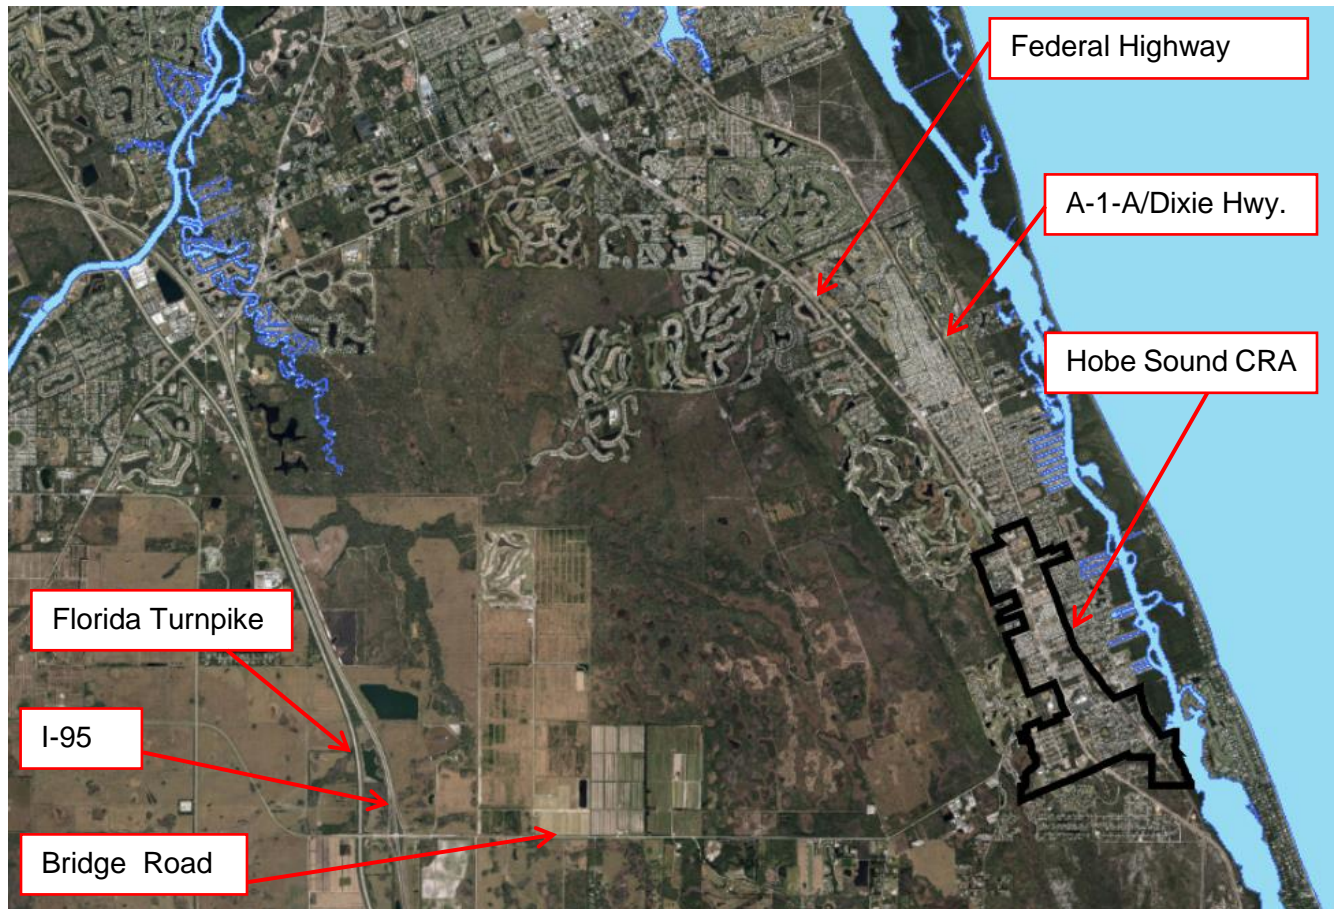 Federal Highway
A-1-A/Dixie Hwy.
Hobe Sound CRA
Florida Turnpike
I-95
Bridge Road